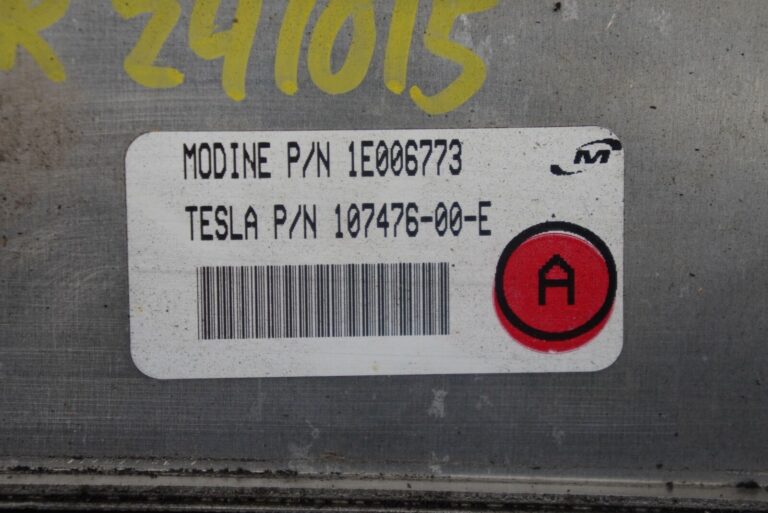 R 241015
MODINE P/N 1E006773
M
TESLA P/N 107476-00-E
A